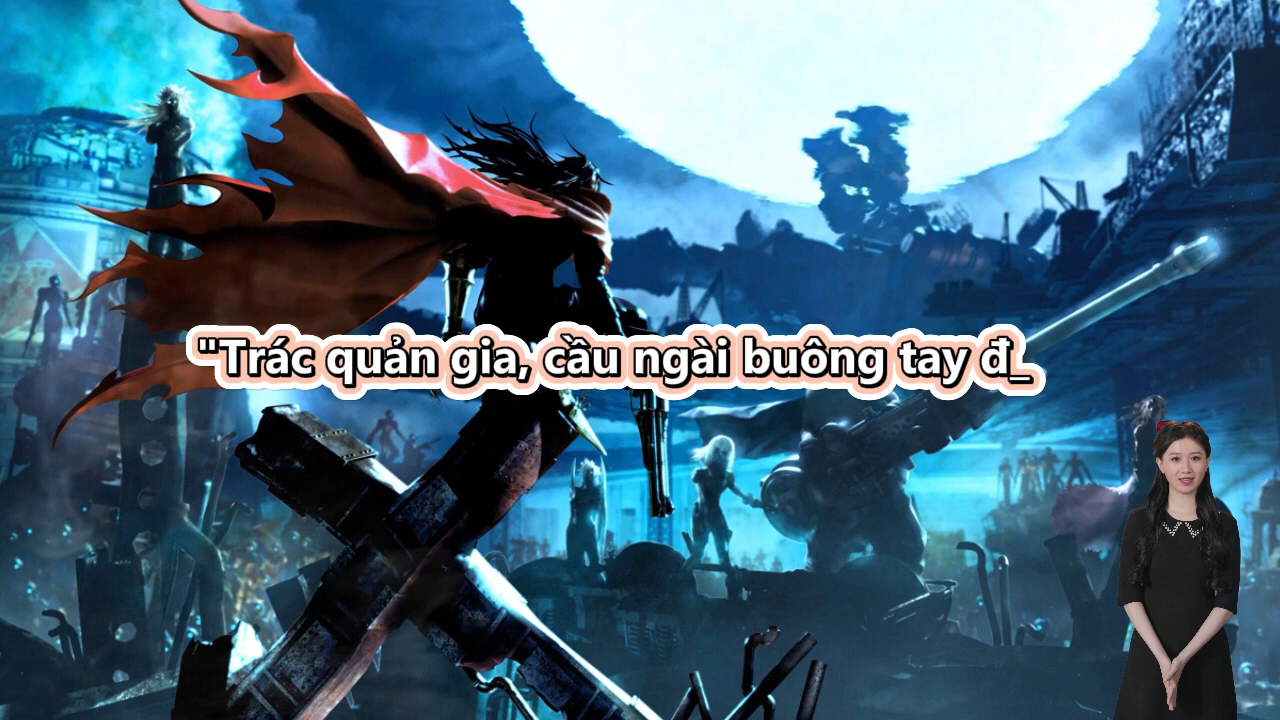 "Trác quản gia, cầu ngài buông tay đ_